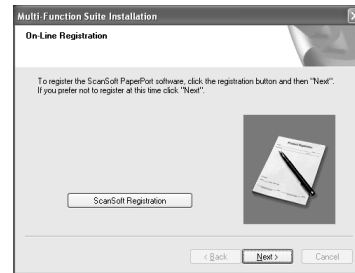 Multi-Function Suite Installation
On-Line Registration
To register the ScanSoft PaperPort software, click the registration button and then "Next".
If you prefer not to register at this time click "Next".
ScanSoft Registration
< Back
Next >
Cancel